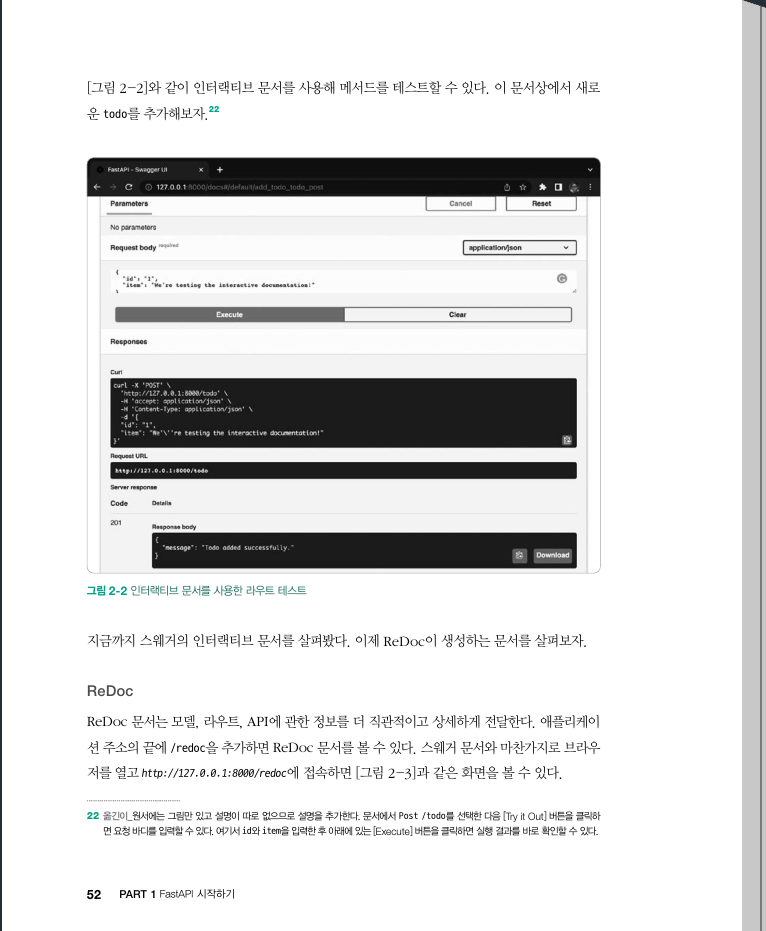 [그림 2-2]와 같이 인터랙티브 문서를 사용해 메서드를 테스트할 수 있다. 이 문서상에서 새로
운 todo를 추가해보자.22
FastAPI - Swagger UI × +
127.0.0.1:8000/docs#/default/add_todo_todo_post
Parameters Cancel Reset
No parameters
Request body required application/json
{
"id": "1",
"item": "We're testing the interactive documentation!"
Execute Clear
Responses
Curl
curl -X 'POST' \
'http://127.0.0.1:8000/todo' \
-H 'accept: application/json' \
-H 'Content-Type: application/json' \
-d '{
"id": "1",
"item": "We'\''re testing the interactive documentation!"
}'
Request URL
http://127.0.0.1:8000/todo
Server response
Code Details
201 Response body
{
"message": "Todo added successfully."
}
Download
그림 2-2 인터랙티브 문서를 사용한 라우트 테스트
지금까지 스웨거의 인터랙티브 문서를 살펴봤다. 이제 ReDoc이 생성하는 문서를 살펴보자.
ReDoc
ReDoc 문서는 모델, 라우트, API에 관한 정보를 더 직관적이고 상세하게 전달한다. 애플리케이
션 주소의 끝에 /redoc을 추가하면 ReDoc 문서를 볼 수 있다. 스웨거 문서와 마찬가지로 브라우
저를 열고 http://127.0.0.1:8000/redoc에 접속하면 [그림 2-3]과 같은 화면을 볼 수 있다.
22 옮긴이_원서에는 그림만 있고 설명이 따로 없으므로 설명을 추가한다. 문서에서 Post /todo를 선택한 다음 [Try it Out] 버튼을 클릭하
면 요청 바디를 입력할 수 있다. 여기서 id와 item을 입력한 후 아래에 있는 [Execute] 버튼을 클릭하면 실행 결과를 바로 확인할 수 있다.
52 PART 1 FastAPI 시작하기